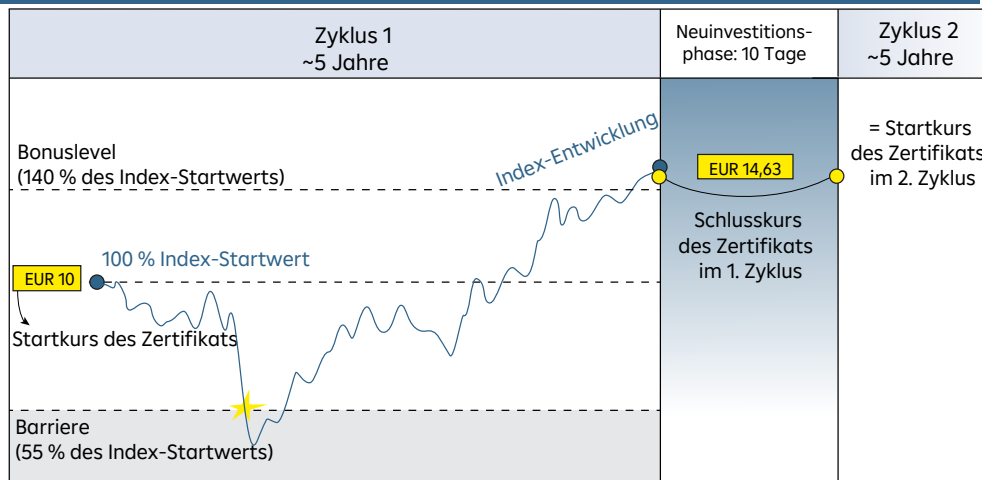 Zyklus 1
~5 Jahre
Neuinvestitions-
phase: 10 Tage
Zyklus 2
~5 Jahre
Bonuslevel
(140 % des Index-Startwerts)
Index-Entwicklung
EUR 14,63
= Startkurs
des Zertifikats
im 2. Zyklus
Schlusskurs
des Zertifikats
im 1. Zyklus
100 % Index-Startwert
EUR 10
Startkurs des Zertifikats
Barriere
(55 % des Index-Startwerts)